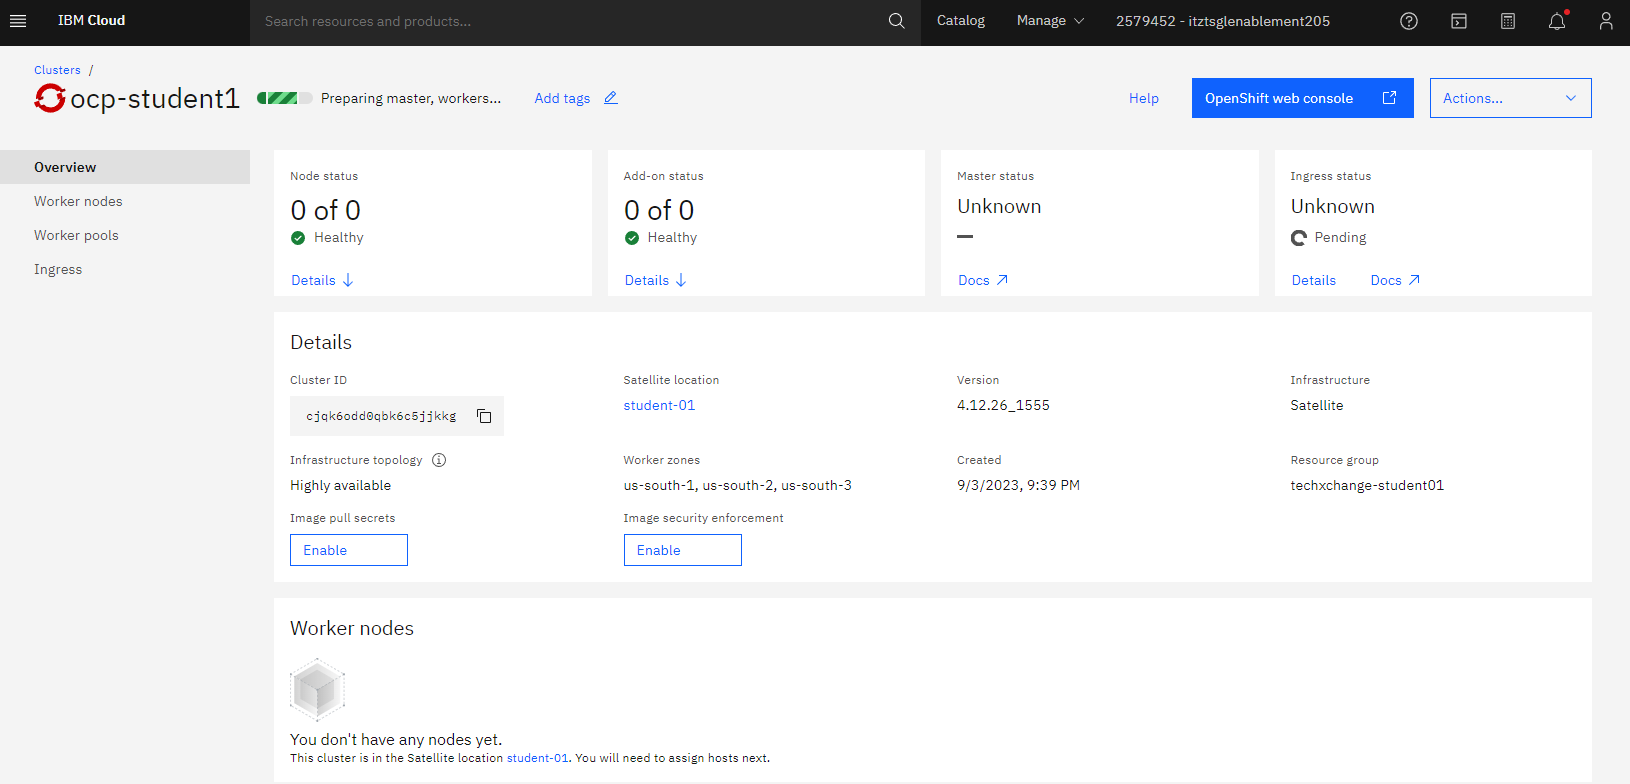 IBM Cloud
Search resources and products...
Catalog
Manage
2579452 - itztsglenablement205
Clusters /
ocp-student1
Preparing master, workers...
Add tags
Help
OpenShift web console
Actions...
Overview
Worker nodes
Worker pools
Ingress
Node status
0 of 0
Healthy
Details
Add-on status
0 of 0
Healthy
Details
Master status
Unknown
—
Docs
Ingress status
Unknown
Pending
Details
Docs
Details
Cluster ID
cjqk6odd0qbk6c5jjkkg
Satellite location
student-01
Version
4.12.26_1555
Infrastructure
Satellite
Infrastructure topology
Highly available
Worker zones
us-south-1, us-south-2, us-south-3
Created
9/3/2023, 9:39 PM
Resource group
techxchange-student01
Image pull secrets
Enable
Image security enforcement
Enable
Worker nodes
You don't have any nodes yet.
This cluster is in the Satellite location student-01. You will need to assign hosts next.